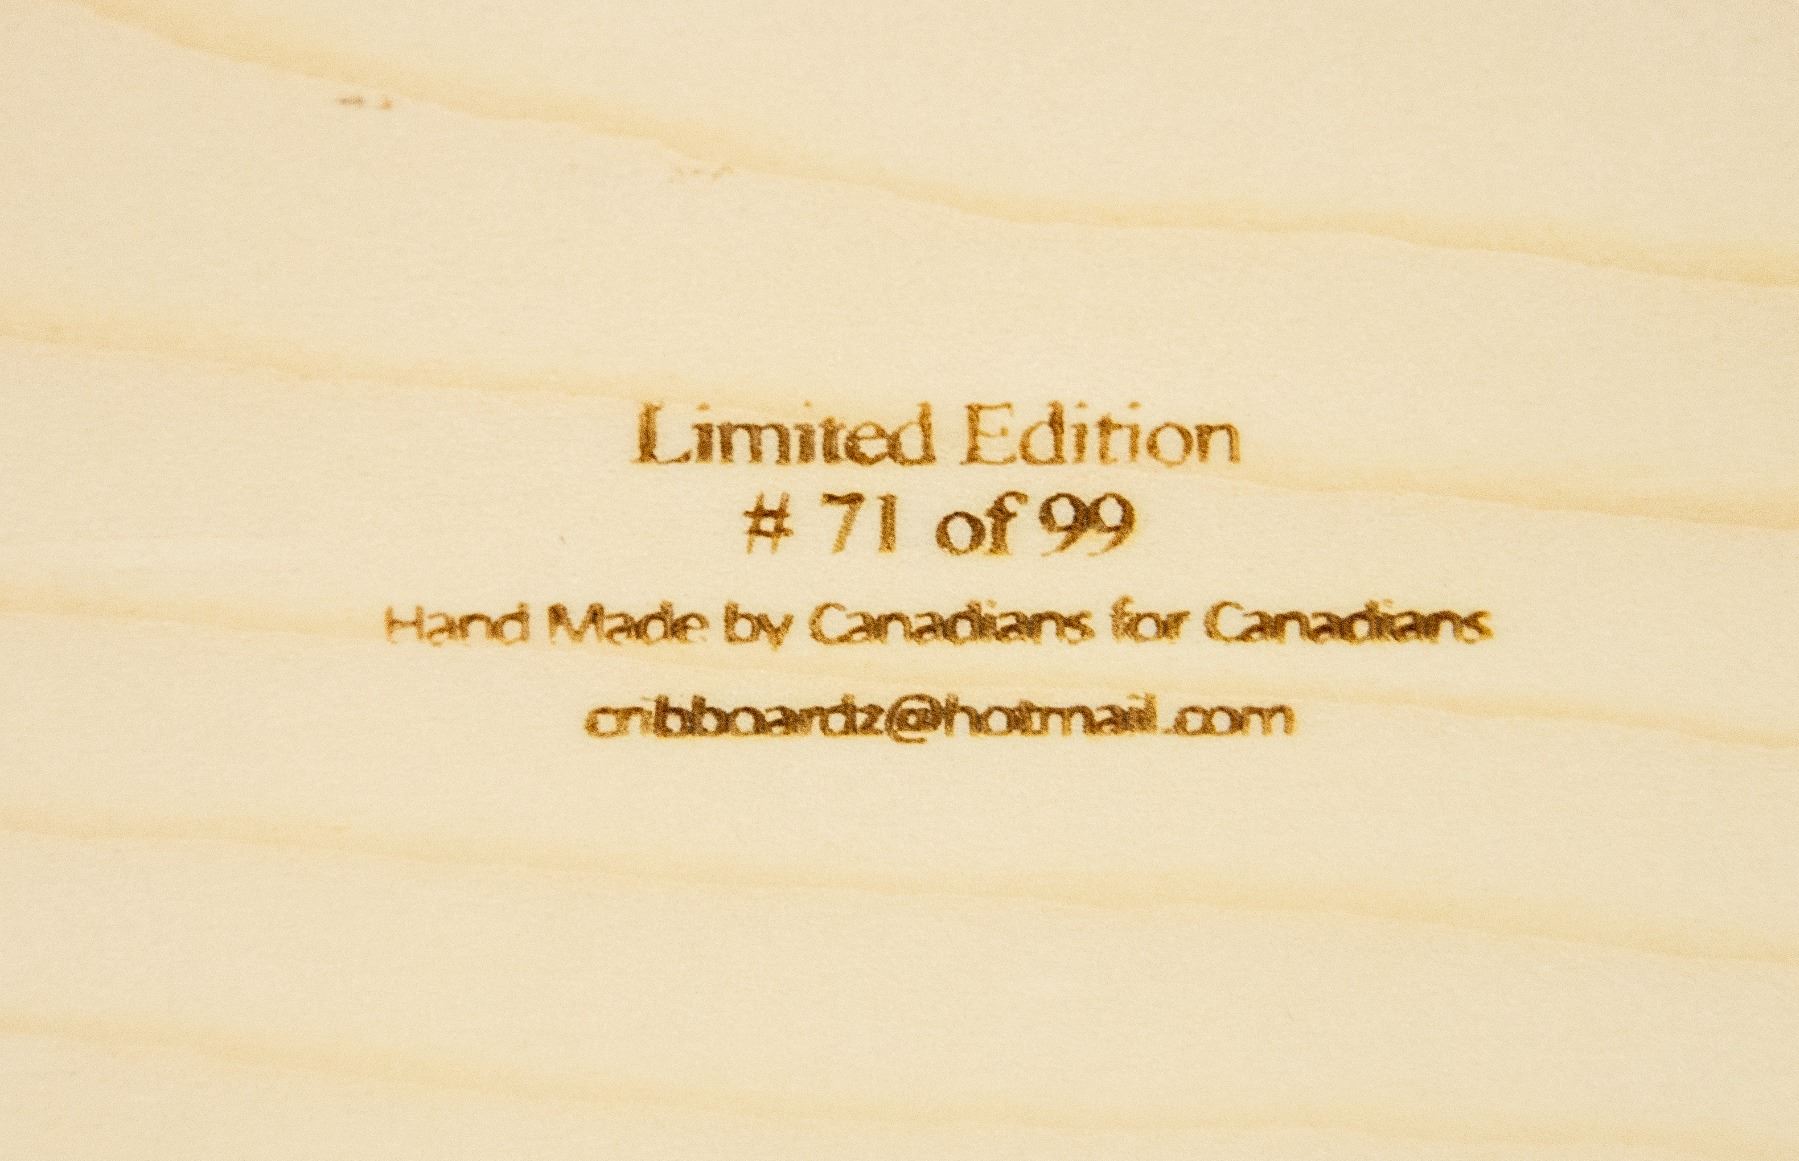 Limited Edition
# 71 of 99
Hand Made by Canadians for Canadians
cribboardz@hotmail.com